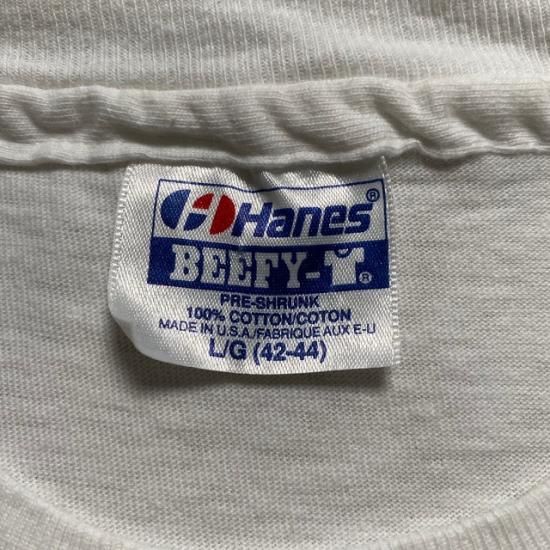 Hanes®
BEEFY-T®
PRE-SHRUNK
100% COTTON/COTON
MADE IN U.S.A./FABRIQUE AUX E-U
L/G (42-44)